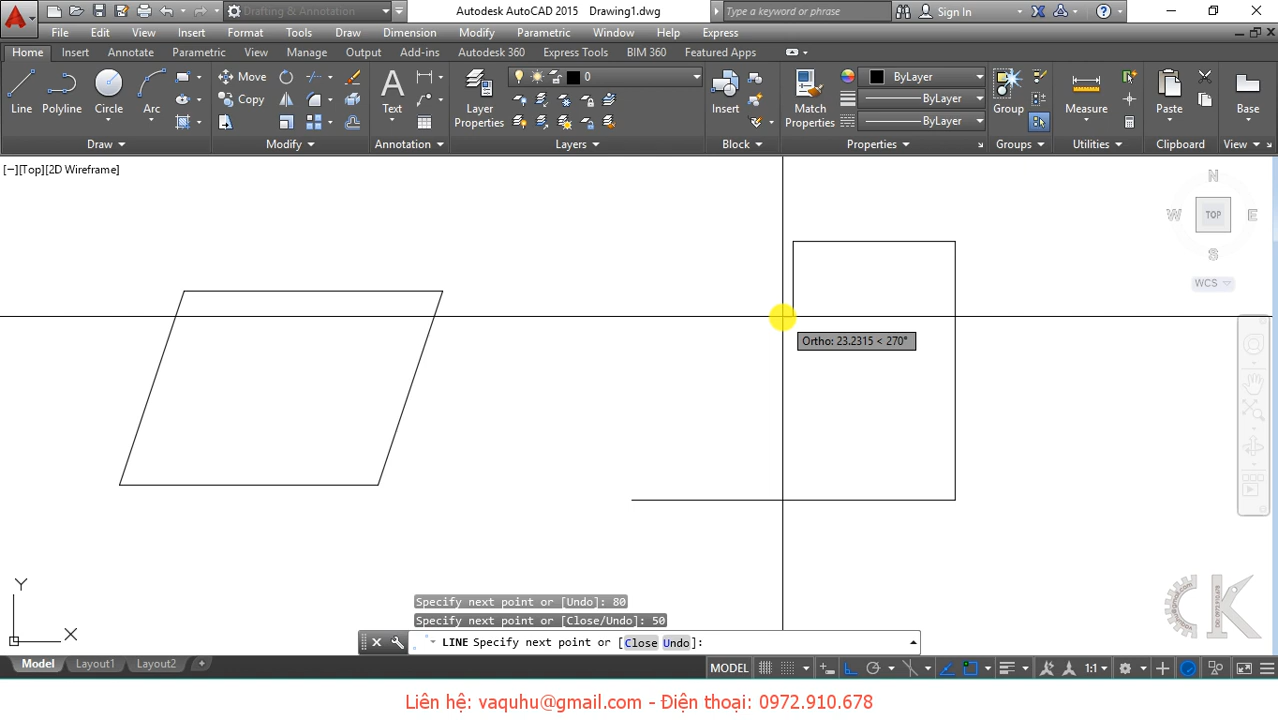 Drafting & Annotation
Autodesk AutoCAD 2015 Drawing1.dwg
Type a keyword or phrase
Sign In
File Edit View Insert Format Tools Draw Dimension Modify Parametric Window Help Express
Home Insert Annotate Parametric View Manage Output Add-ins Autodesk 360 Express Tools BIM 360 Featured Apps
Move
Copy
0
ByLayer
ByLayer
ByLayer
Line Polyline Circle Arc Text Layer Properties Insert Match Properties Group Measure Paste Base
Draw Modify Annotation Layers Block Properties Groups Utilities Clipboard View
[−][Top][2D Wireframe]
N
W TOP E
S
WCS
Ortho: 23.2315 < 270°
Y
X
Specify next point or [Undo]: 80
Specify next point or [Close/Undo]: 50
LINE Specify next point or [Close Undo]:
Model Layout1 Layout2 +
MODEL 1:1
Liên hệ: vaquhu@gmail.com - Điện thoại: 0972.910.678